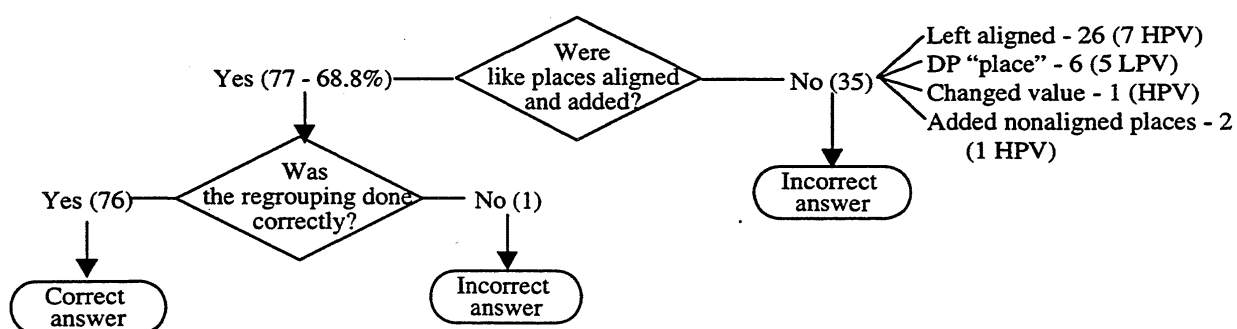 Were
like places aligned
and added?
Yes (77 - 68.8%)
No (35)
Left aligned - 26 (7 HPV)
DP “place” - 6 (5 LPV)
Changed value - 1 (HPV)
Added nonaligned places - 2
(1 HPV)
Was
the regrouping done
correctly?
Yes (76)
No (1)
Incorrect
answer
Correct
answer
Incorrect
answer